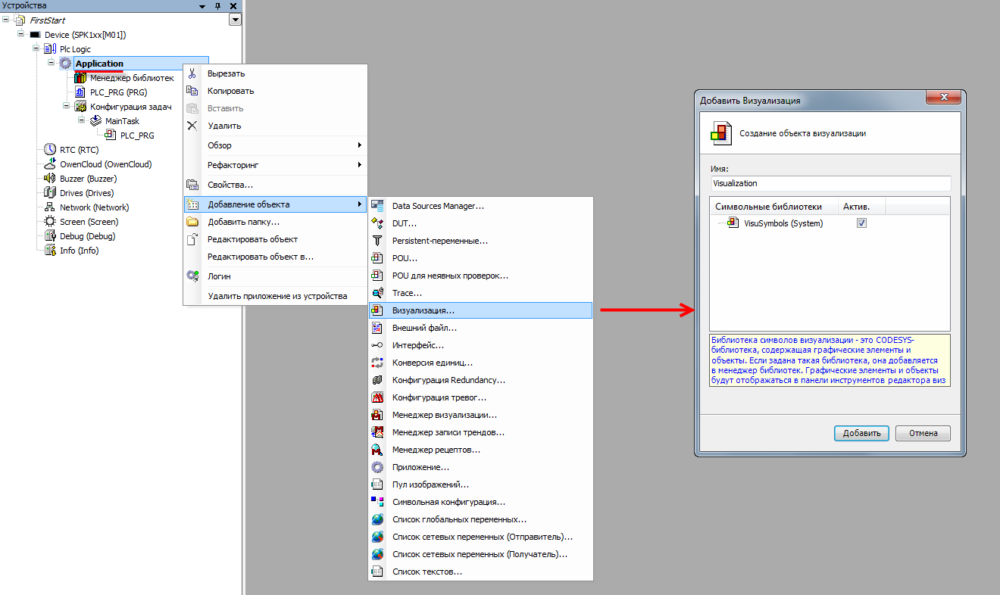 Устройства
FirstStart
Device (SPK1xx[M01])
Plc Logic
Application
Менеджер библиотек
PLC_PRG (PRG)
Конфигурация задач
MainTask
PLC_PRG
RTC (RTC)
OwenCloud (OwenCloud)
Buzzer (Buzzer)
Drives (Drives)
Network (Network)
Screen (Screen)
Debug (Debug)
Info (Info)
Вырезать
Копировать
Вставить
Удалить
Обзор
Рефакторинг
Свойства...
Добавление объекта
Добавить папку...
Редактировать объект
Редактировать объект в...
Логин
Удалить приложение из устройства
Data Sources Manager...
DUT...
Persistent-переменные...
POU...
POU для неявных проверок...
Trace...
Визуализация...
Внешний файл...
Интерфейс...
Конверсия единиц...
Конфигурация Redundancy...
Конфигурация тревог...
Менеджер визуализации...
Менеджер записи трендов...
Менеджер рецептов...
Приложение...
Пул изображений...
Символьная конфигурация...
Список глобальных переменных...
Список сетевых переменных (Отправитель)...
Список сетевых переменных (Получатель)...
Список текстов...
Добавить Визуализация
Создание объекта визуализации
Имя:
Visualization
Символьные библиотеки Актив.
VisuSymbols (System)
Библиотека символов визуализации - это CODESYS-
библиотека, содержащая графические элементы и
объекты. Если задана такая библиотека, она добавляется
в менеджер библиотек. Графические элементы и объекты
будут отображаться в панели инструментов редактора виз
Добавить Отмена